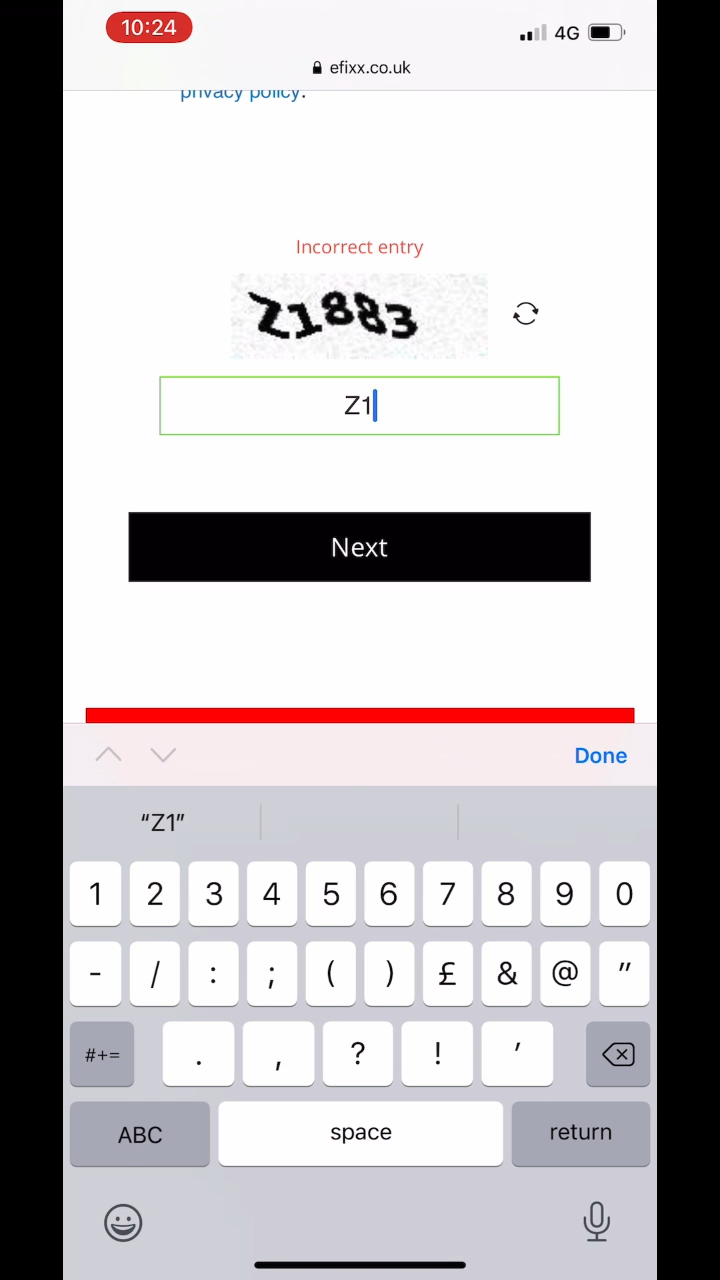 10:24
4G
efixx.co.uk
privacy policy.
Incorrect entry
Z1883
Z1
Next
Done
“Z1”
1 2 3 4 5 6 7 8 9 0
- / : ; ( ) £ & @ "
#+= . , ? ! '
ABC space return